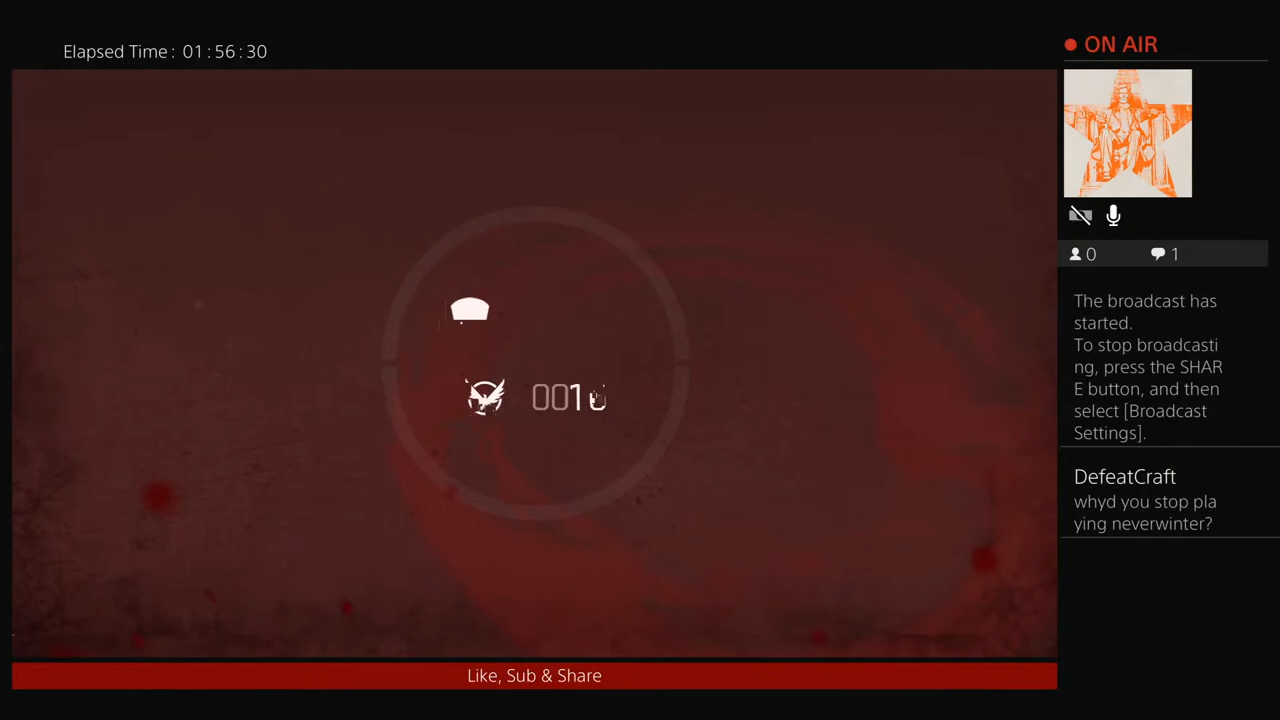 Elapsed Time: 01:56:30
ON AIR
0
1
The broadcast has
started.
To stop broadcasti
ng, press the SHAR
E button, and then
select [Broadcast
Settings].
DefeatCraft
whyd you stop pla
ying neverwinter?
Like, Sub & Share